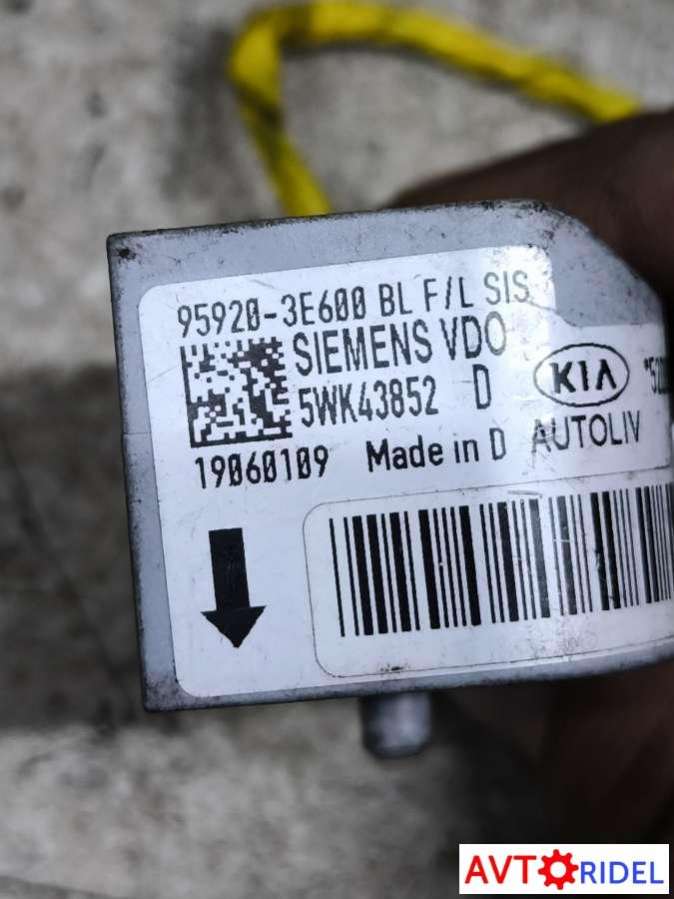 95920-3E600 BL F/L SIS
SIEMENS VDO
5WK43852 D
KIA
19060109 Made in D AUTOLIV
AVTORIDEL